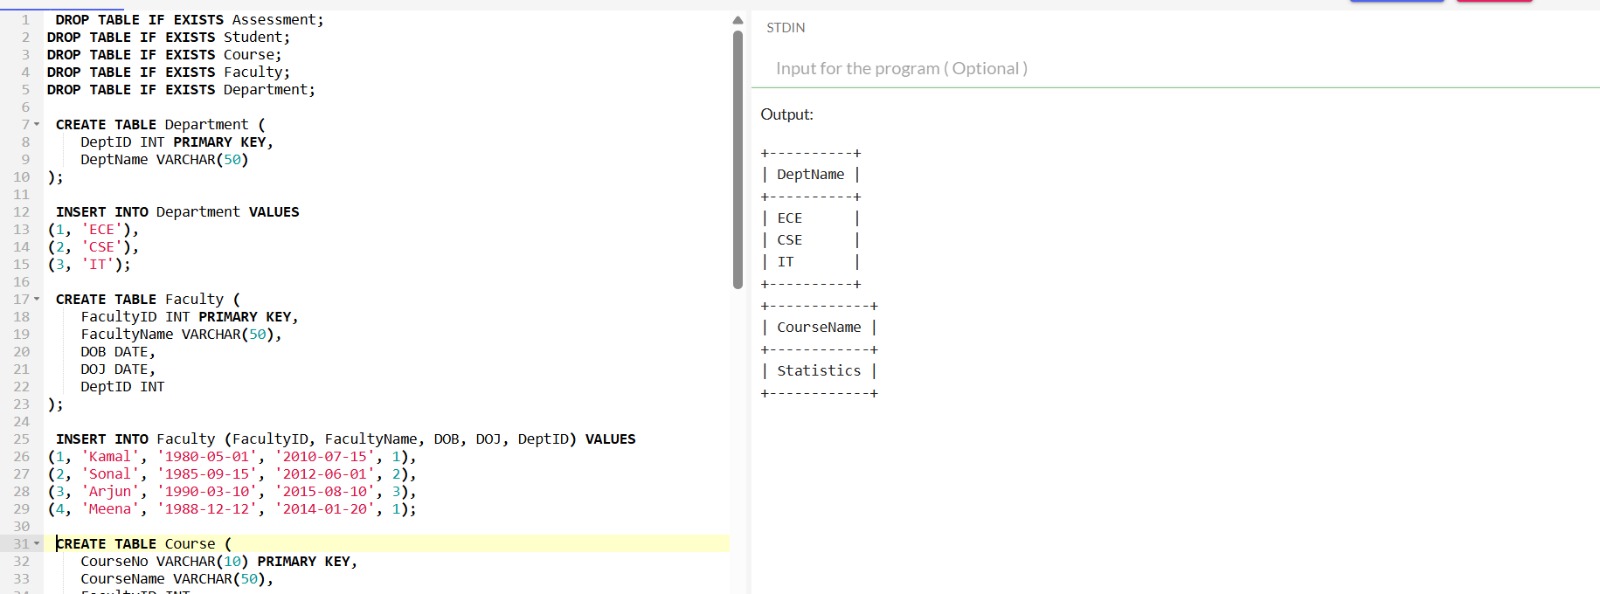 1 DROP TABLE IF EXISTS Assessment;
2 DROP TABLE IF EXISTS Student;
3 DROP TABLE IF EXISTS Course;
4 DROP TABLE IF EXISTS Faculty;
5 DROP TABLE IF EXISTS Department;
6
7 CREATE TABLE Department (
8 DeptID INT PRIMARY KEY,
9 DeptName VARCHAR(50)
10 );
11
12 INSERT INTO Department VALUES
13 (1, 'ECE'),
14 (2, 'CSE'),
15 (3, 'IT');
16
17 CREATE TABLE Faculty (
18 FacultyID INT PRIMARY KEY,
19 FacultyName VARCHAR(50),
20 DOB DATE,
21 DOJ DATE,
22 DeptID INT
23 );
24
25 INSERT INTO Faculty (FacultyID, FacultyName, DOB, DOJ, DeptID) VALUES
26 (1, 'Kamal', '1980-05-01', '2010-07-15', 1),
27 (2, 'Sonal', '1985-09-15', '2012-06-01', 2),
28 (3, 'Arjun', '1990-03-10', '2015-08-10', 3),
29 (4, 'Meena', '1988-12-12', '2014-01-20', 1);
30
31 CREATE TABLE Course (
32 CourseNo VARCHAR(10) PRIMARY KEY,
33 CourseName VARCHAR(50),
34 FacultyID INT
STDIN
Input for the program ( Optional )
Output:
+----------+
| DeptName |
+----------+
| ECE      |
| CSE      |
| IT       |
+----------+
+------------+
| CourseName |
+------------+
| Statistics |
+------------+